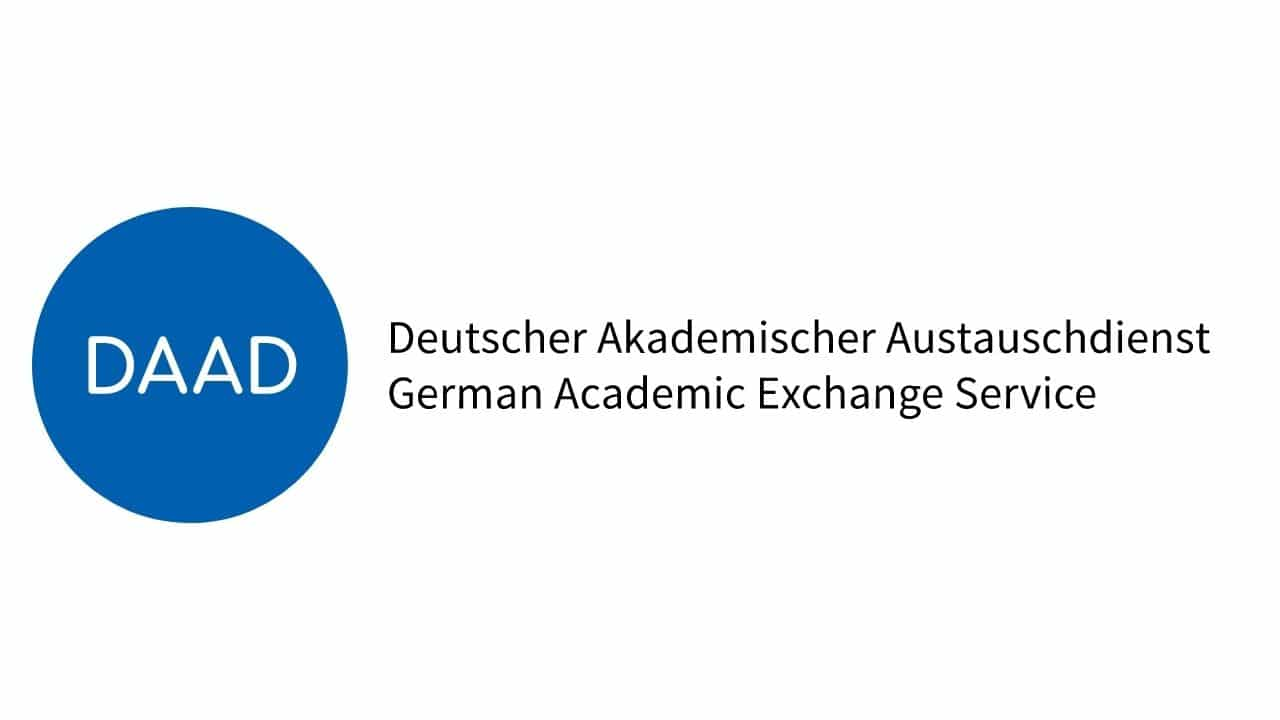 DAAD
Deutscher Akademischer Austauschdienst
German Academic Exchange Service